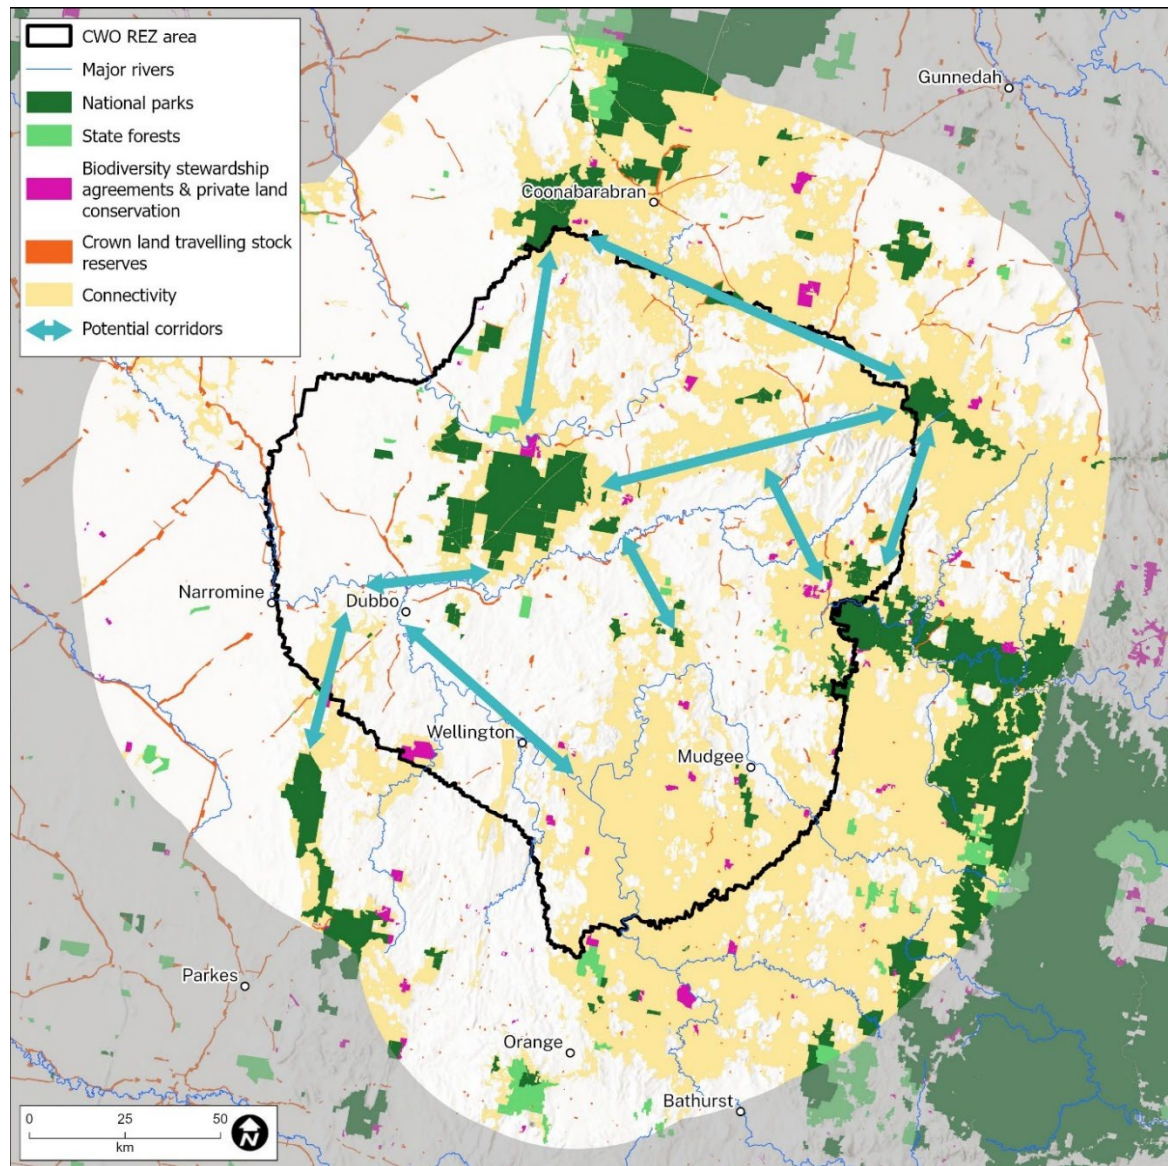 CWO REZ area
Major rivers
National parks
State forests
Biodiversity stewardship
agreements & private land
conservation
Crown land travelling stock
reserves
Connectivity
Potential corridors
Gunnedah
Coonabarabran
Narromine
Dubbo
Wellington
Mudgee
Parkes
Orange
Bathurst
0 25 50
km
N